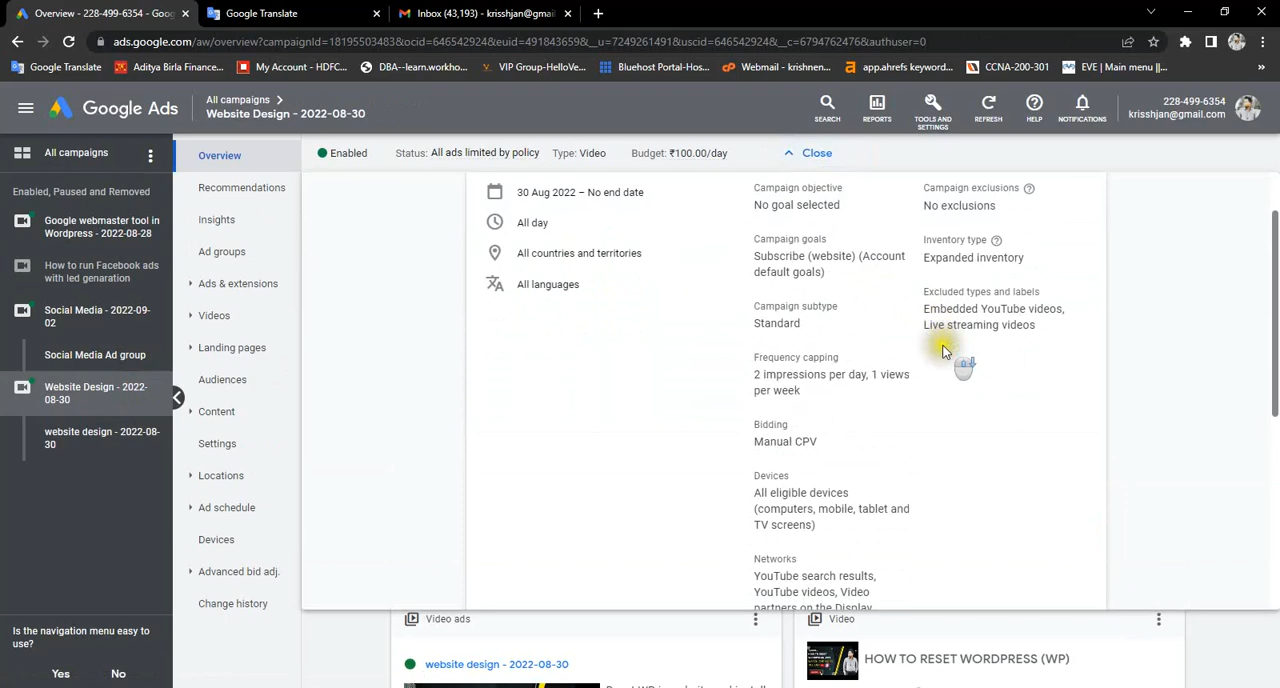 Overview - 228-499-6354 - Goog
Google Translate
Inbox (43,193) - krisshjan@gmai
ads.google.com/aw/overview?campaignId=18195503483&ocid=646542924&euid=491843659&__u=7249261491&uscid=646542924&__c=6794762476&authuser=0
Google Translate
Aditya Birla Finance...
My Account - HDFC...
DBA--learn.workho...
VIP Group-HelloVe...
Bluehost Portal-Hos...
Webmail - krishnen...
app.ahrefs keyword...
CCNA-200-301
EVE | Main menu ||...
»
Google Ads
All campaigns
Website Design - 2022-08-30
SEARCH
REPORTS
TOOLS AND
SETTINGS
REFRESH
HELP
NOTIFICATIONS
228-499-6354
krisshjan@gmail.com
All campaigns
Enabled, Paused and Removed
Google webmaster tool in
Wordpress - 2022-08-28
How to run Facebook ads
with led genaration
Social Media - 2022-09-
02
Social Media Ad group
Website Design - 2022-
08-30
website design - 2022-08-
30
Is the navigation menu easy to
use?
Yes No
Overview
Recommendations
Insights
Ad groups
Ads & extensions
Videos
Landing pages
Audiences
Content
Settings
Locations
Ad schedule
Devices
Advanced bid adj.
Change history
Enabled Status: All ads limited by policy Type: Video Budget: ₹100.00/day Close
30 Aug 2022 – No end date
All day
All countries and territories
All languages
Campaign objective
No goal selected
Campaign goals
Subscribe (website) (Account
default goals)
Campaign subtype
Standard
Frequency capping
2 impressions per day, 1 views
per week
Bidding
Manual CPV
Devices
All eligible devices
(computers, mobile, tablet and
TV screens)
Networks
YouTube search results,
YouTube videos, Video
partners on the Display
Campaign exclusions
No exclusions
Inventory type
Expanded inventory
Excluded types and labels
Embedded YouTube videos,
Live streaming videos
Video ads
website design - 2022-08-30
Video
HOW TO RESET WORDPRESS (WP)